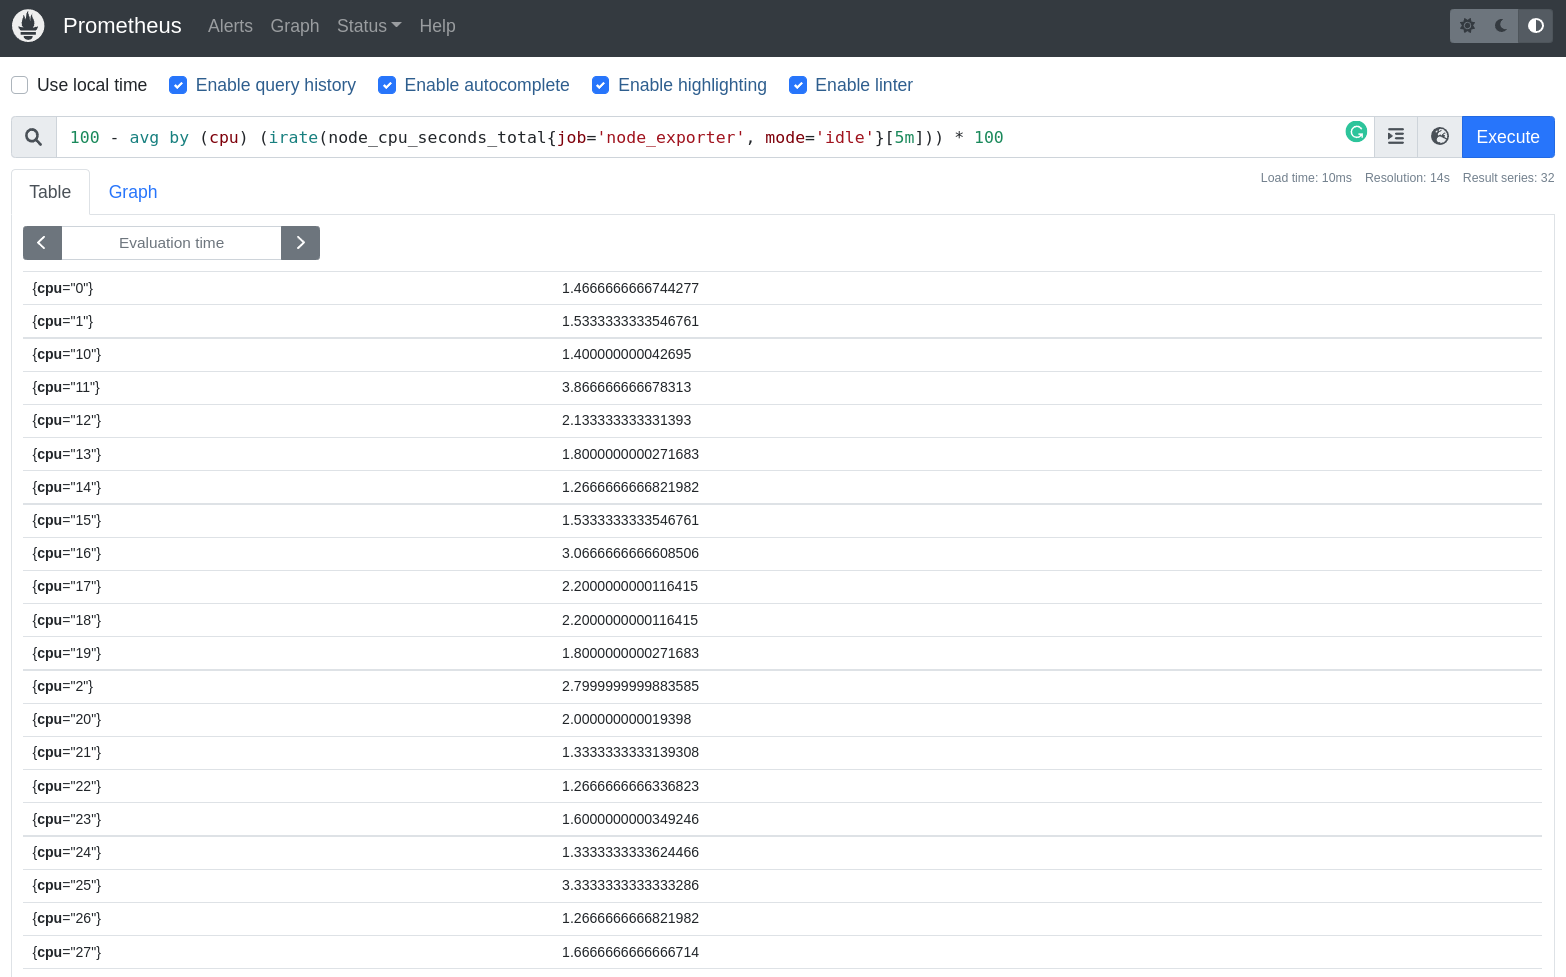 Prometheus Alerts Graph Status Help
Use local time Enable query history Enable autocomplete Enable highlighting Enable linter
100 - avg by (cpu) (irate(node_cpu_seconds_total{job='node_exporter', mode='idle'}[5m])) * 100 Execute
Load time: 10ms Resolution: 14s Result series: 32
Table Graph
Evaluation time
{cpu="0"} 1.4666666666744277
{cpu="1"} 1.5333333333546761
{cpu="10"} 1.400000000042695
{cpu="11"} 3.866666666678313
{cpu="12"} 2.133333333331393
{cpu="13"} 1.8000000000271683
{cpu="14"} 1.2666666666821982
{cpu="15"} 1.5333333333546761
{cpu="16"} 3.0666666666608506
{cpu="17"} 2.2000000000116415
{cpu="18"} 2.2000000000116415
{cpu="19"} 1.8000000000271683
{cpu="2"} 2.7999999999883585
{cpu="20"} 2.000000000019398
{cpu="21"} 1.3333333333139308
{cpu="22"} 1.2666666666336823
{cpu="23"} 1.6000000000349246
{cpu="24"} 1.3333333333624466
{cpu="25"} 3.3333333333333286
{cpu="26"} 1.2666666666821982
{cpu="27"} 1.6666666666666714